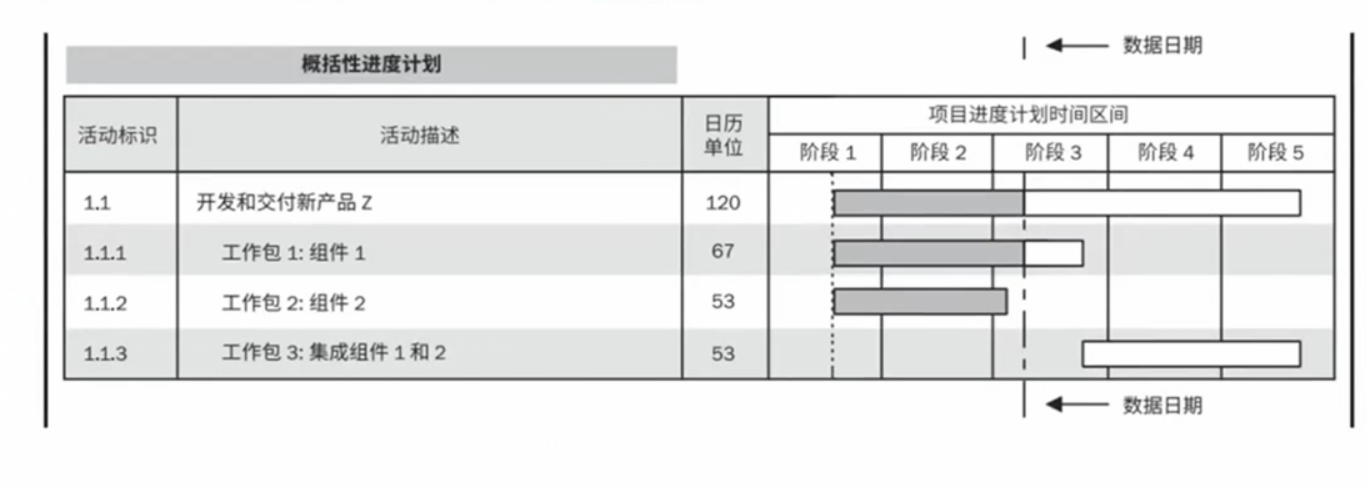 数据日期
概括性进度计划
活动标识 活动描述 日历单位 项目进度计划时间区间
阶段 1 阶段 2 阶段 3 阶段 4 阶段 5
1.1 开发和交付新产品 Z 120
1.1.1 工作包 1: 组件 1 67
1.1.2 工作包 2: 组件 2 53
1.1.3 工作包 3: 集成组件 1 和 2 53
数据日期